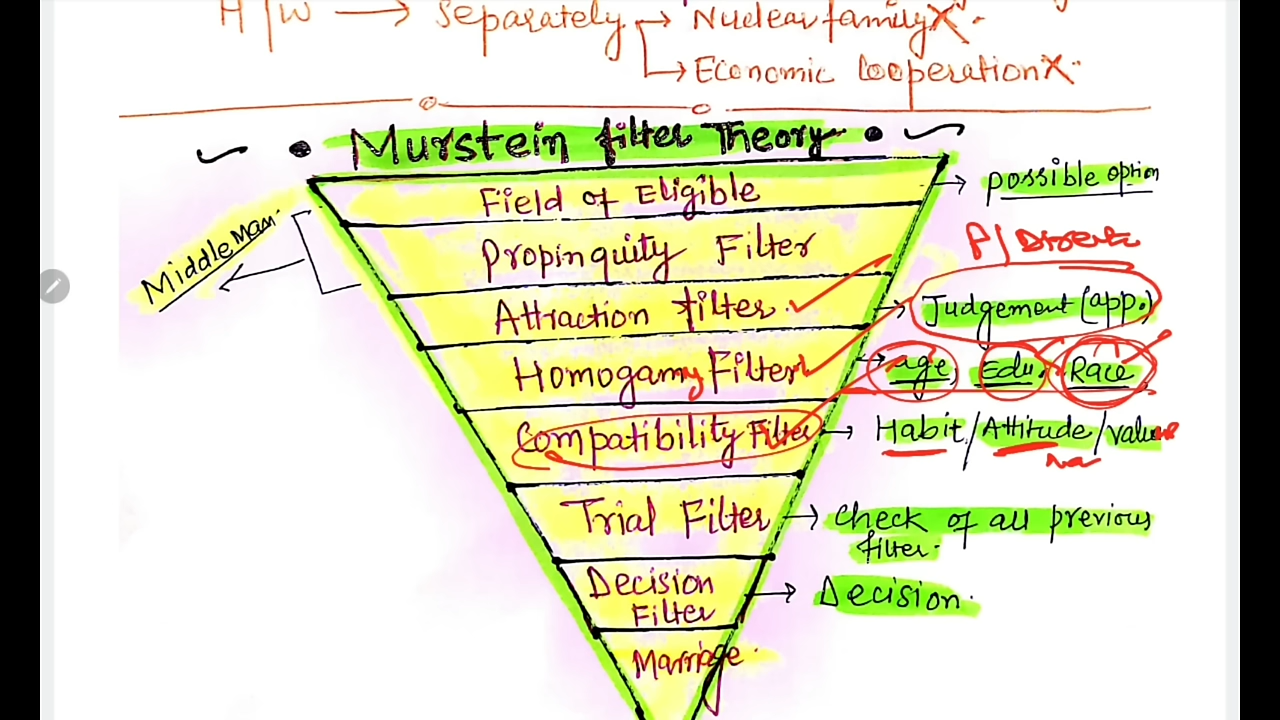 H/w → Separately → Nuclear family X.
→ Economic Cooperation X.
• Murstein filter Theory •
Field of Eligible → possible option
Middle Man
Propinquity Filter
Attraction filter → Judgement (app.)
Homogamy Filter → age Edu. Race
Compatibility Filter → Habit/Attitude/values
Trial Filter → check of all previous
filter.
Decision → Decision.
Filter
Marriage.